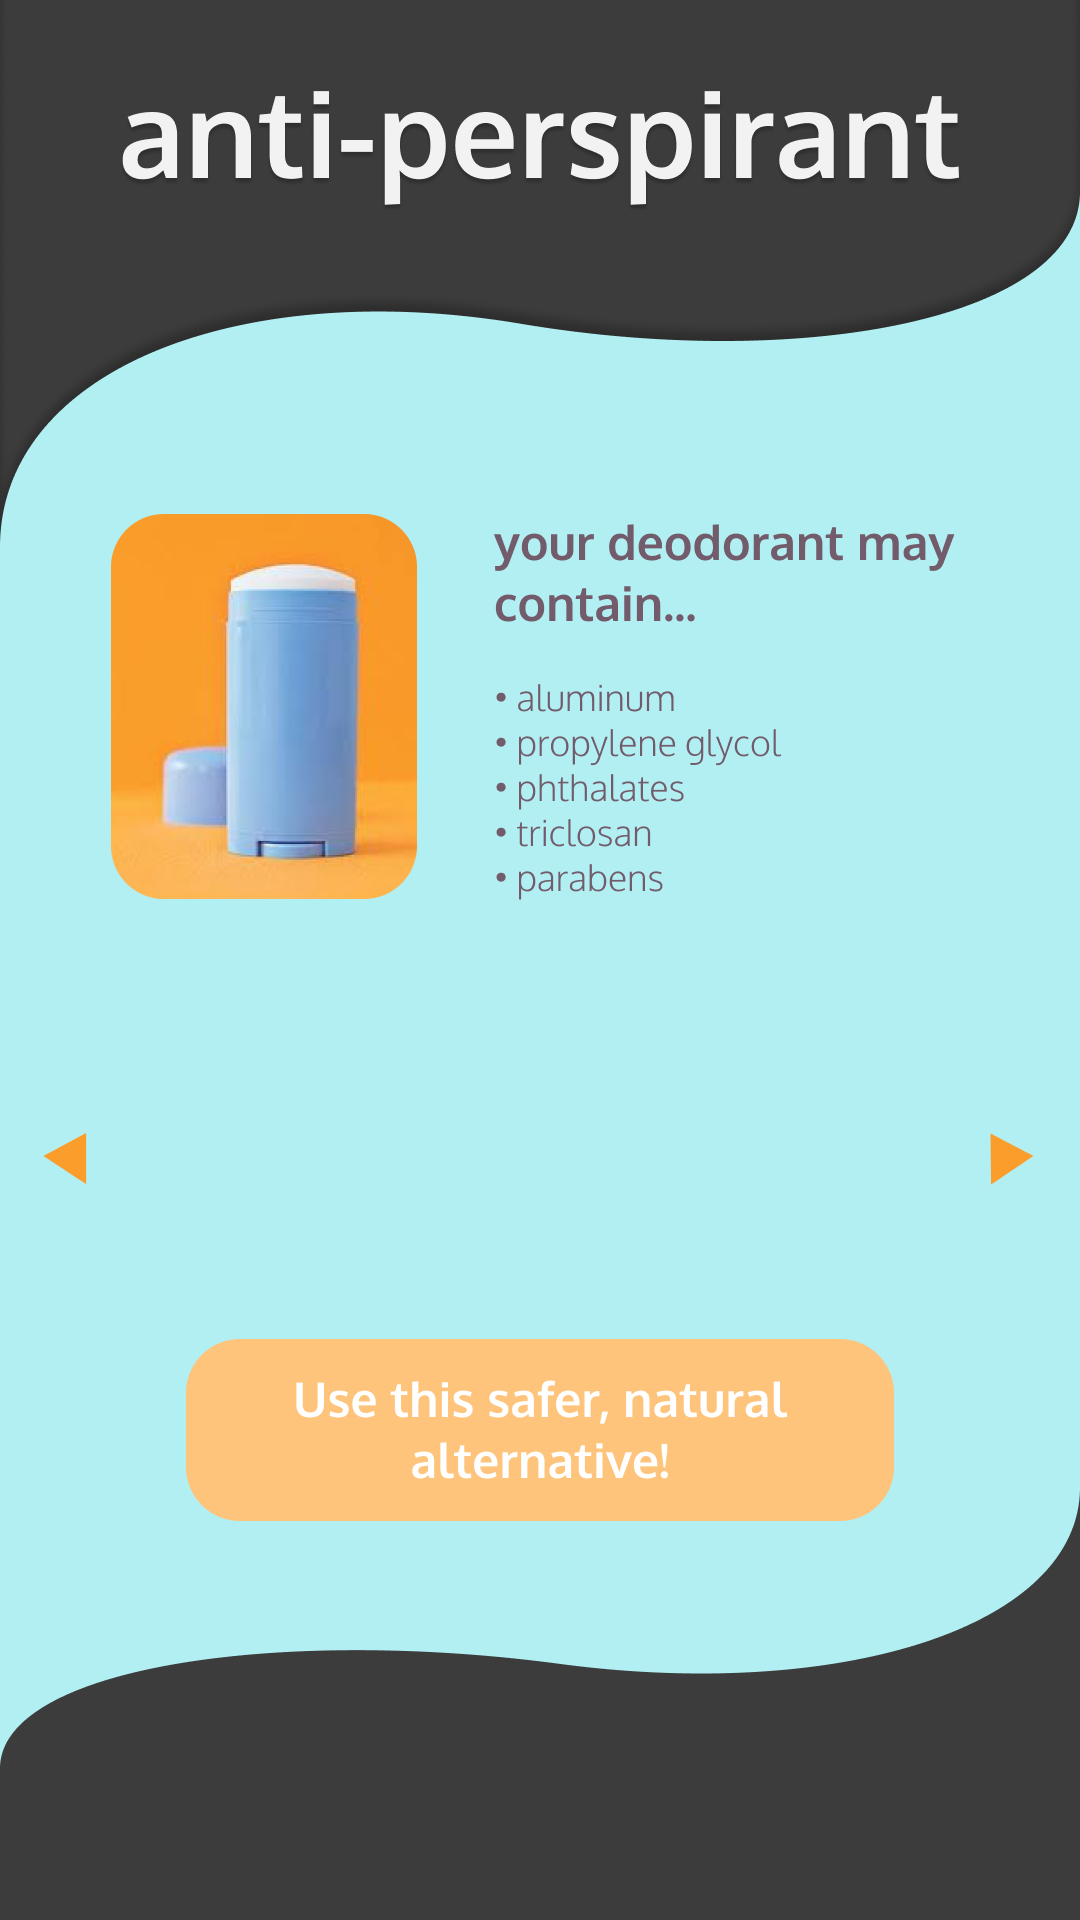 anti-perspirant
your deodorant may
contain...
• aluminum
• propylene glycol
• phthalates
• triclosan
• parabens
Use this safer, natural
alternative!